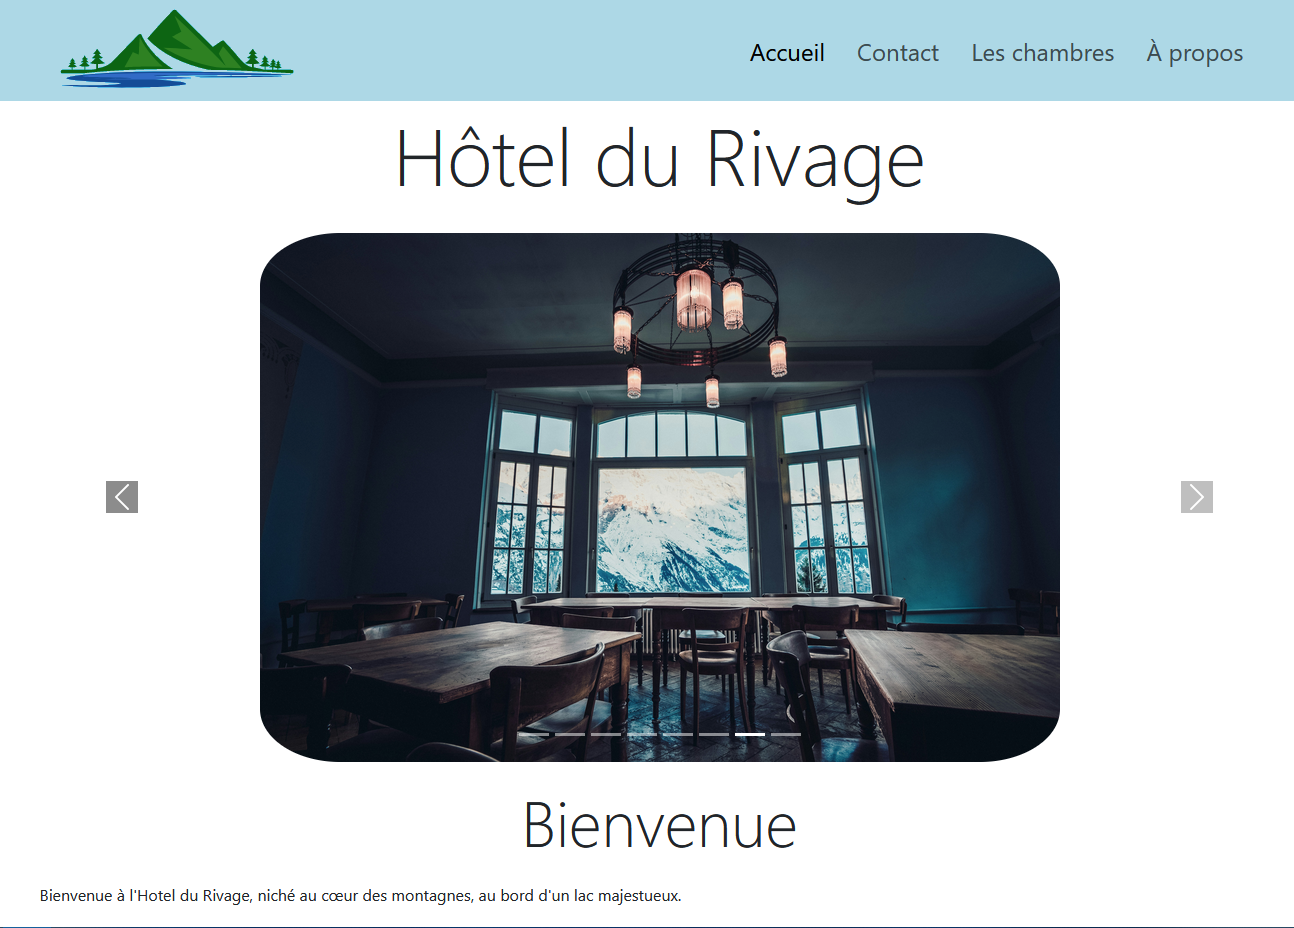 Accueil Contact Les chambres À propos
Hôtel du Rivage
Bienvenue
Bienvenue à l'Hotel du Rivage, niché au cœur des montagnes, au bord d'un lac majestueux.